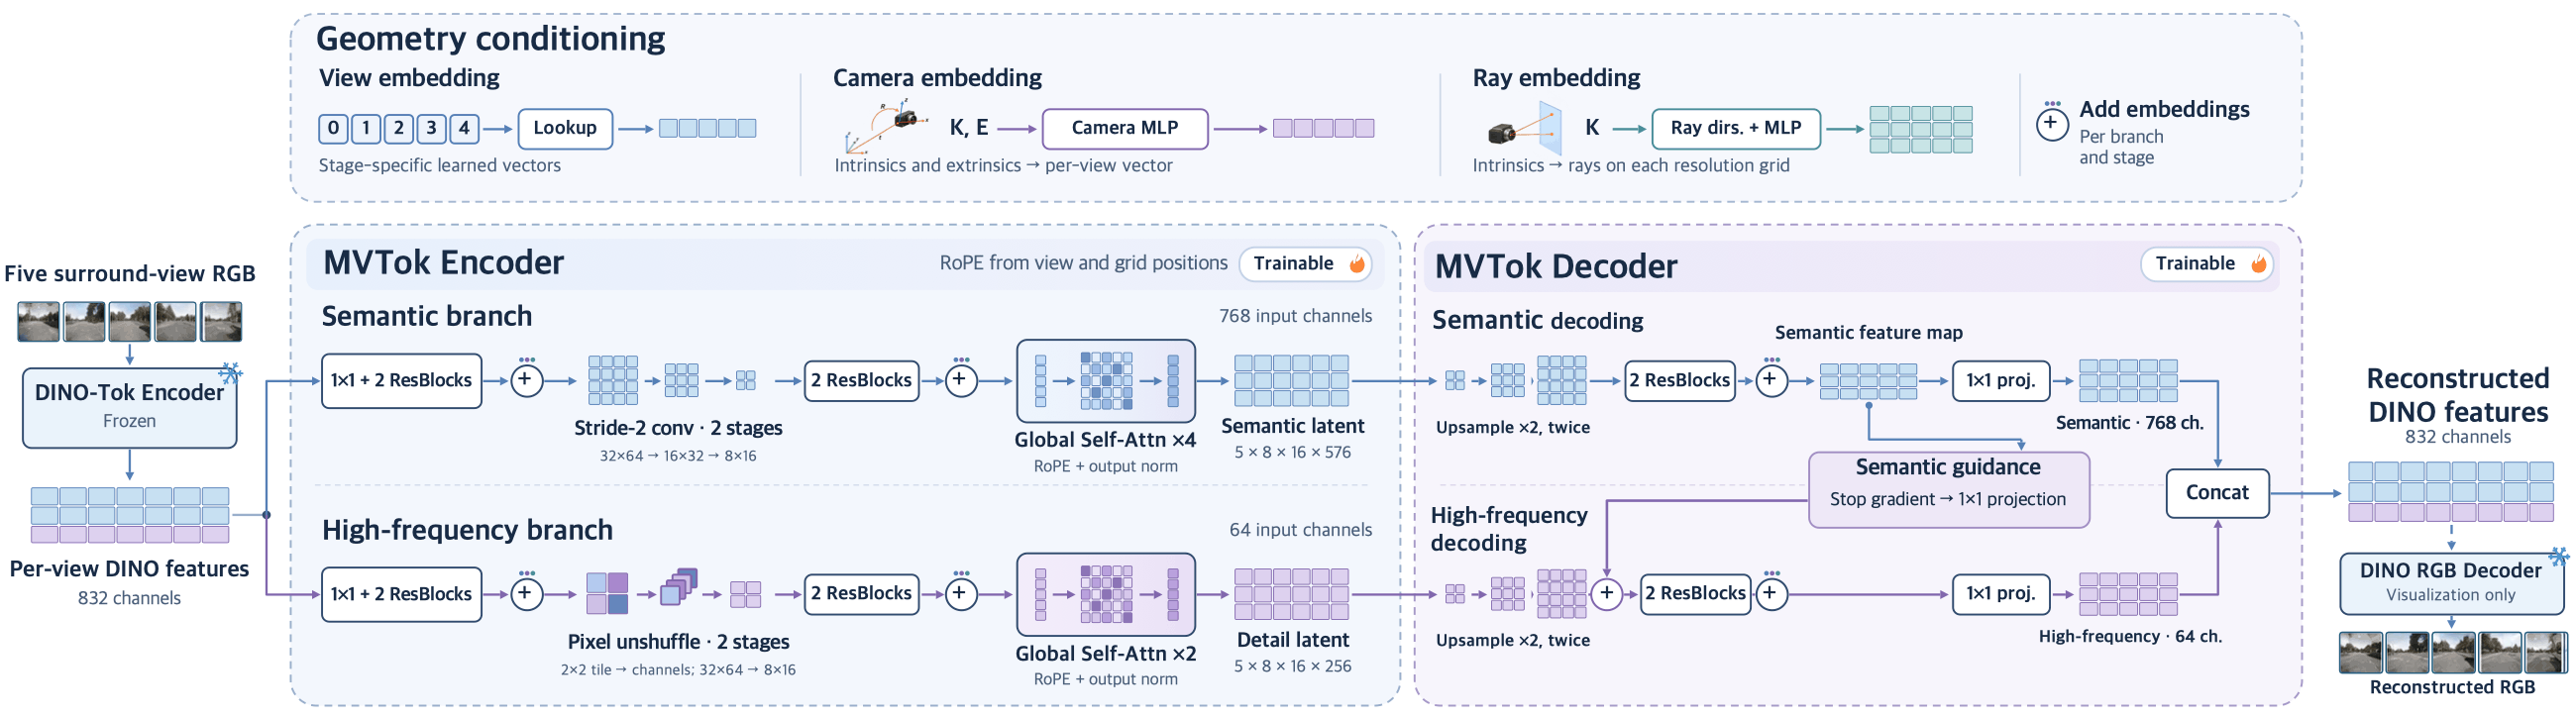 Geometry conditioning
View embedding
0 1 2 3 4
Lookup
Stage-specific learned vectors
Camera embedding
K, E
Camera MLP
Intrinsics and extrinsics → per-view vector
Ray embedding
K
Ray dirs. + MLP
Intrinsics → rays on each resolution grid
+
Add embeddings
Per branch
and stage
Five surround-view RGB
DINO-Tok Encoder
Frozen
Per-view DINO features
832 channels
MVTok Encoder
RoPE from view and grid positions
Trainable
Semantic branch
768 input channels
1×1 + 2 ResBlocks
+
Stride-2 conv · 2 stages
32×64 → 16×32 → 8×16
2 ResBlocks
+
Global Self-Attn ×4
RoPE + output norm
Semantic latent
5 × 8 × 16 × 576
High-frequency branch
64 input channels
1×1 + 2 ResBlocks
+
Pixel unshuffle · 2 stages
2×2 tile → channels; 32×64 → 8×16
2 ResBlocks
+
Global Self-Attn ×2
RoPE + output norm
Detail latent
5 × 8 × 16 × 256
MVTok Decoder
Trainable
Semantic decoding
Upsample ×2, twice
2 ResBlocks
+
Semantic feature map
1×1 proj.
Semantic · 768 ch.
Semantic guidance
Stop gradient → 1×1 projection
Concat
High-frequency
decoding
Upsample ×2, twice
+
2 ResBlocks
+
1×1 proj.
High-frequency · 64 ch.
Reconstructed
DINO features
832 channels
DINO RGB Decoder
Visualization only
Reconstructed RGB